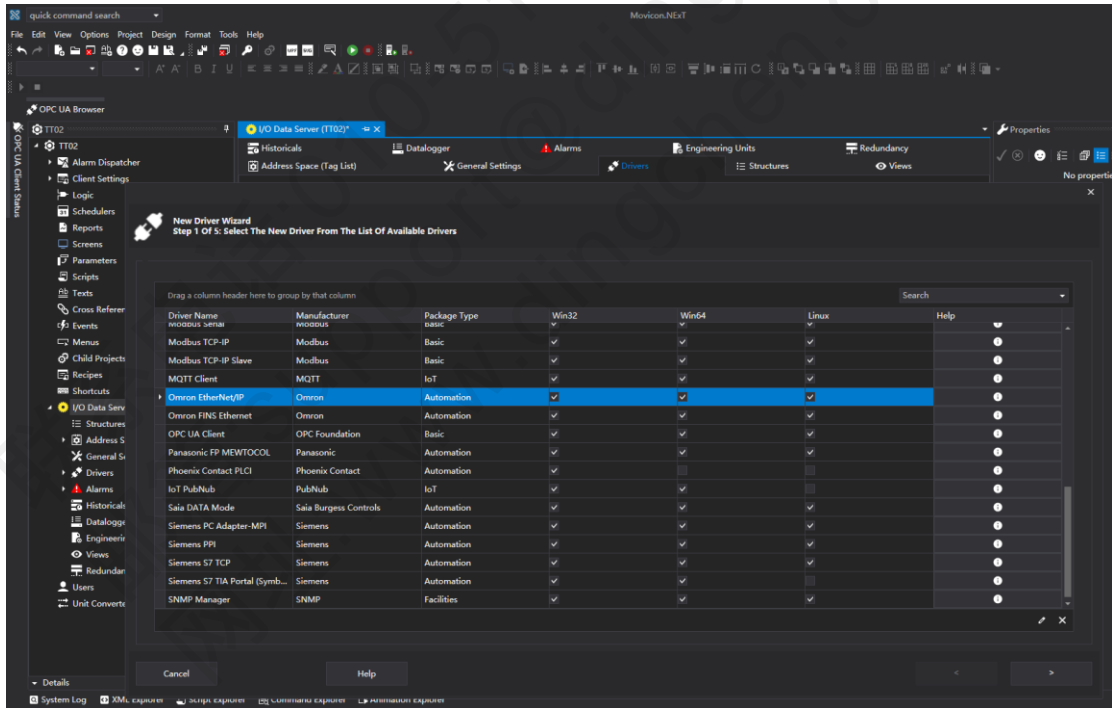 quick command search
Movicon.NExT
File Edit View Options Project Design Format Tools Help
OPC UA Browser
OPC UA Client Status
TT02
I/O Data Server (TT02)*
Properties
TT02
Historicals Datalogger Alarms Engineering Units Redundancy
Alarm Dispatcher
Address Space (Tag List) General Settings Drivers Structures Views
Client Settings
No properti
Logic
Schedulers
Reports
Screens
Parameters
Scripts
Texts
Cross Referer
Events
Menus
Child Projects
Recipes
Shortcuts
I/O Data Serv
Structures
Address S
General Se
Drivers
Alarms
Historicals
Datalogge
Engineerin
Views
Redundan
Users
Unit Converte
Details
New Driver Wizard
Step 1 Of 5: Select The New Driver From The List Of Available Drivers
Drag a column header here to group by that column
Search
Driver Name Manufacturer Package Type Win32 Win64 Linux Help
Modbus Serial Modbus Basic
Modbus TCP-IP Modbus Basic
Modbus TCP-IP Slave Modbus Basic
MQTT Client MQTT IoT
Omron EtherNet/IP Omron Automation
Omron FINS Ethernet Omron Automation
OPC UA Client OPC Foundation Basic
Panasonic FP MEWTOCOL Panasonic Automation
Phoenix Contact PLCI Phoenix Contact Automation
IoT PubNub PubNub IoT
Saia DATA Mode Saia Burgess Controls Automation
Siemens PC Adapter-MPI Siemens Automation
Siemens PPI Siemens Automation
Siemens S7 TCP Siemens Automation
Siemens S7 TIA Portal (Symb... Siemens Automation
SNMP Manager SNMP Facilities
Cancel Help < >
System Log XML Explorer Script Explorer Command Explorer Animation Explorer